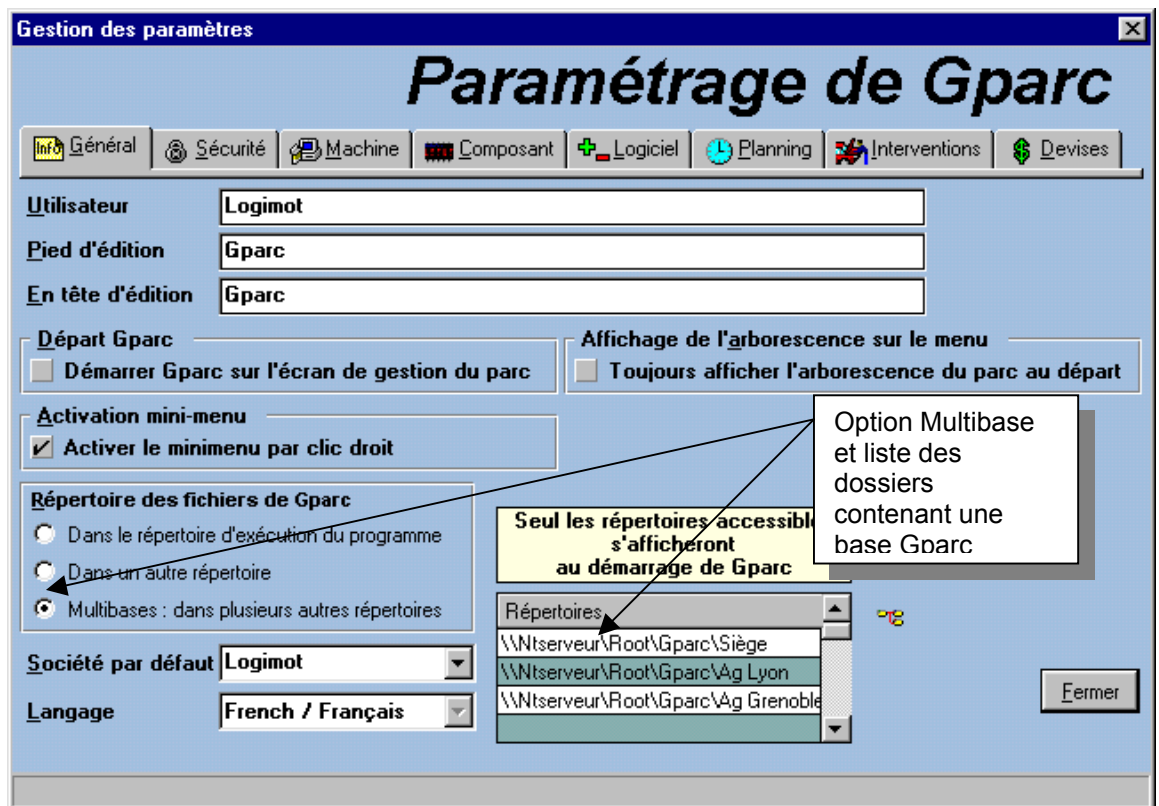 Gestion des paramètres
Paramétrage de Gparc
Info Général Sécurité Machine Composant Logiciel Planning Interventions Devises
Utilisateur Logimot
Pied d'édition Gparc
En tête d'édition Gparc
Départ Gparc
Démarrer Gparc sur l'écran de gestion du parc
Affichage de l'arborescence sur le menu
Toujours afficher l'arborescence du parc au départ
Activation mini-menu
Activer le minimenu par clic droit
Option Multibase
et liste des
dossiers
contenant une
base Gparc
Répertoire des fichiers de Gparc
Dans le répertoire d'exécution du programme
Dans un autre répertoire
Multibases : dans plusieurs autres répertoires
Seul les répertoires accessible
s'afficheront
au démarrage de Gparc
Répertoires
\\Ntserveur\Root\Gparc\Siège
\\Ntserveur\Root\Gparc\Ag Lyon
\\Ntserveur\Root\Gparc\Ag Grenoble
Société par défaut Logimot
Langage French / Français
Fermer